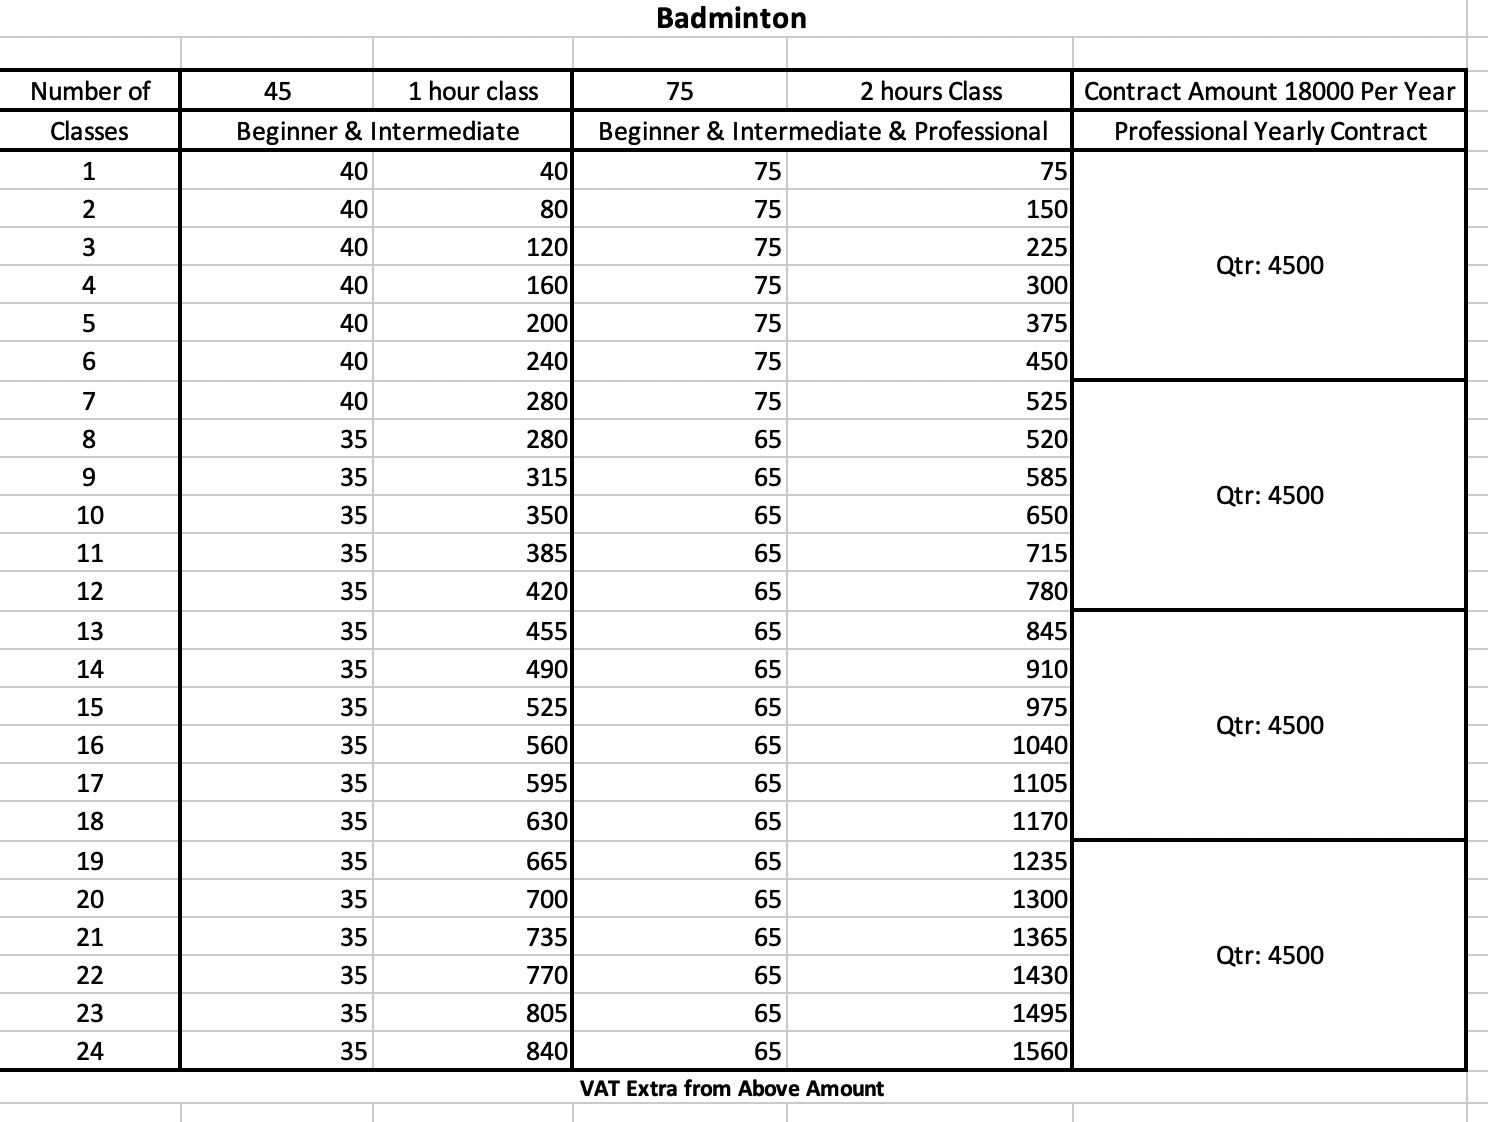 Badminton
Number of 45 1 hour class 75 2 hours Class Contract Amount 18000 Per Year
Classes Beginner & Intermediate Beginner & Intermediate & Professional Professional Yearly Contract
1 40 40 75 75
2 40 80 75 150
3 40 120 75 225
Qtr: 4500
4 40 160 75 300
5 40 200 75 375
6 40 240 75 450
7 40 280 75 525
8 35 280 65 520
9 35 315 65 585
Qtr: 4500
10 35 350 65 650
11 35 385 65 715
12 35 420 65 780
13 35 455 65 845
14 35 490 65 910
15 35 525 65 975
Qtr: 4500
16 35 560 65 1040
17 35 595 65 1105
18 35 630 65 1170
19 35 665 65 1235
20 35 700 65 1300
21 35 735 65 1365
Qtr: 4500
22 35 770 65 1430
23 35 805 65 1495
24 35 840 65 1560
VAT Extra from Above Amount